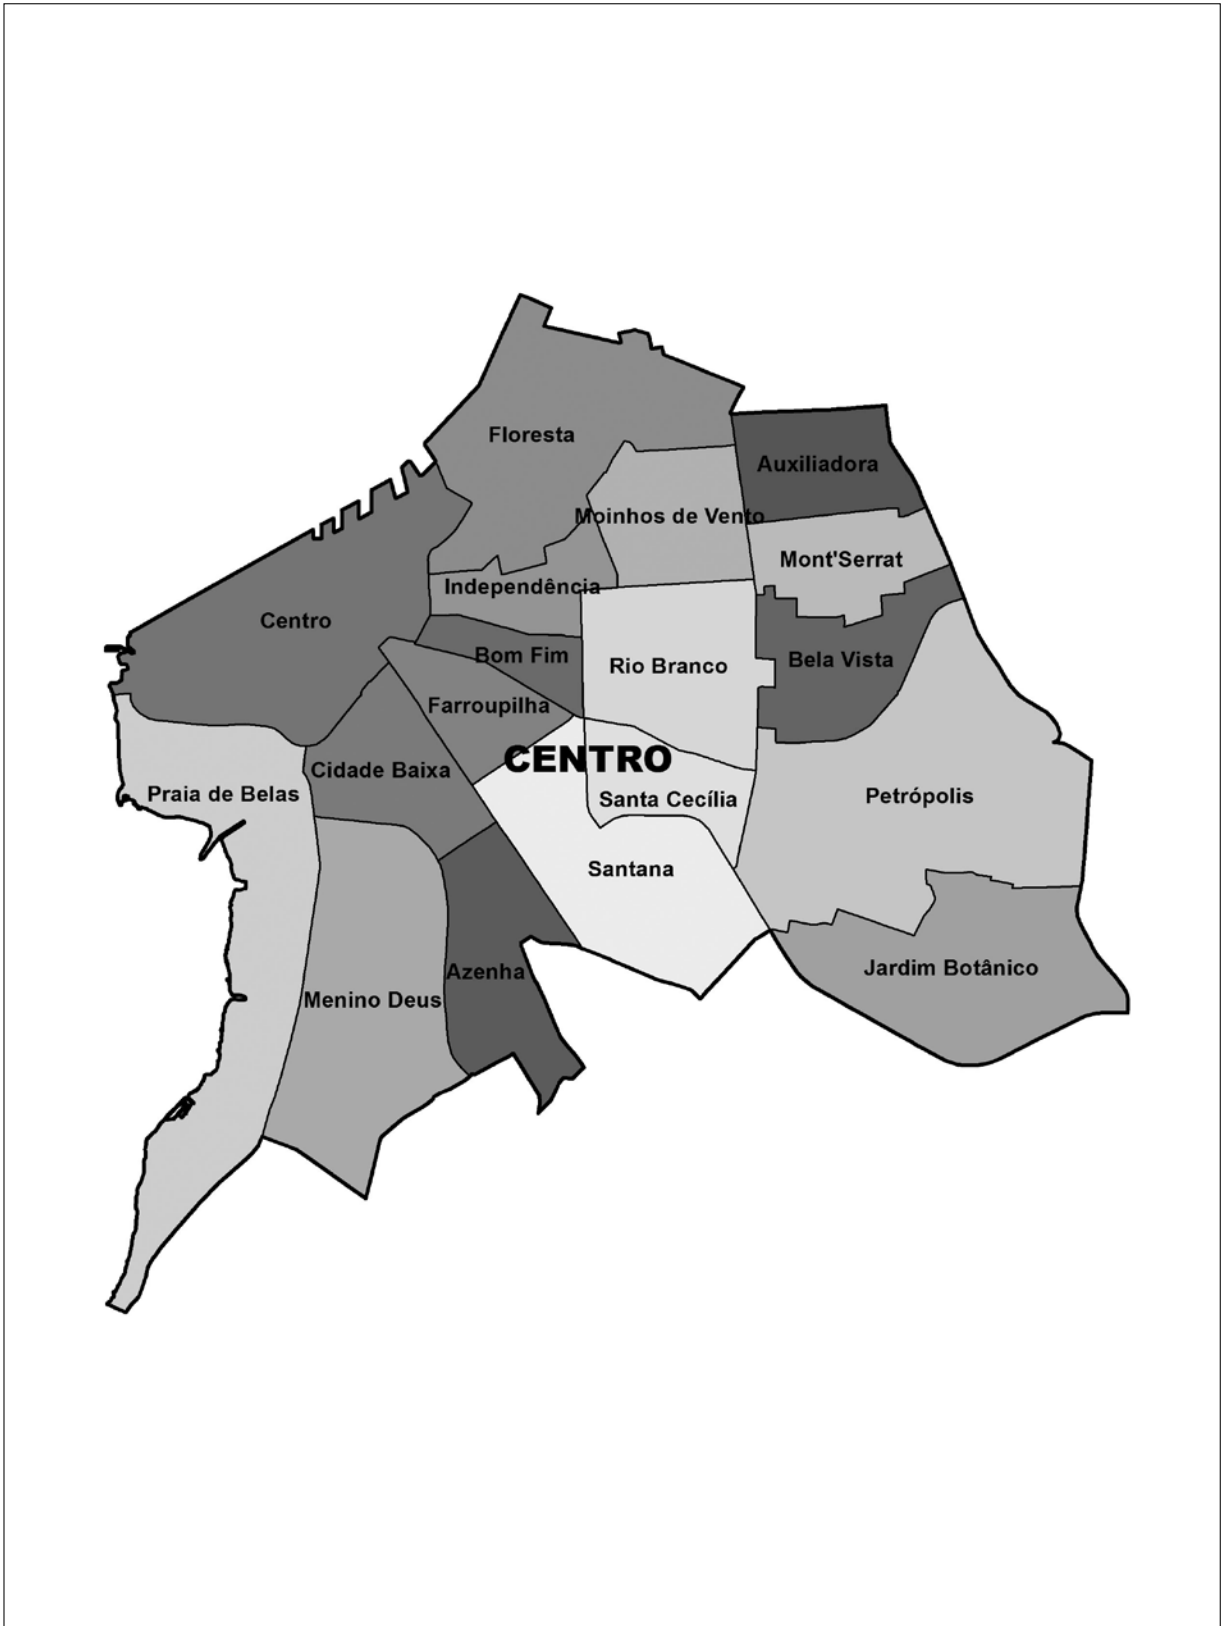 Floresta
Auxiliadora
Moinhos de Vento
Mont'Serrat
Independência
Centro
Bom Fim
Rio Branco
Bela Vista
Farroupilha
CENTRO
Cidade Baixa
Praia de Belas
Santa Cecília
Petrópolis
Santana
Azenha
Jardim Botânico
Menino Deus